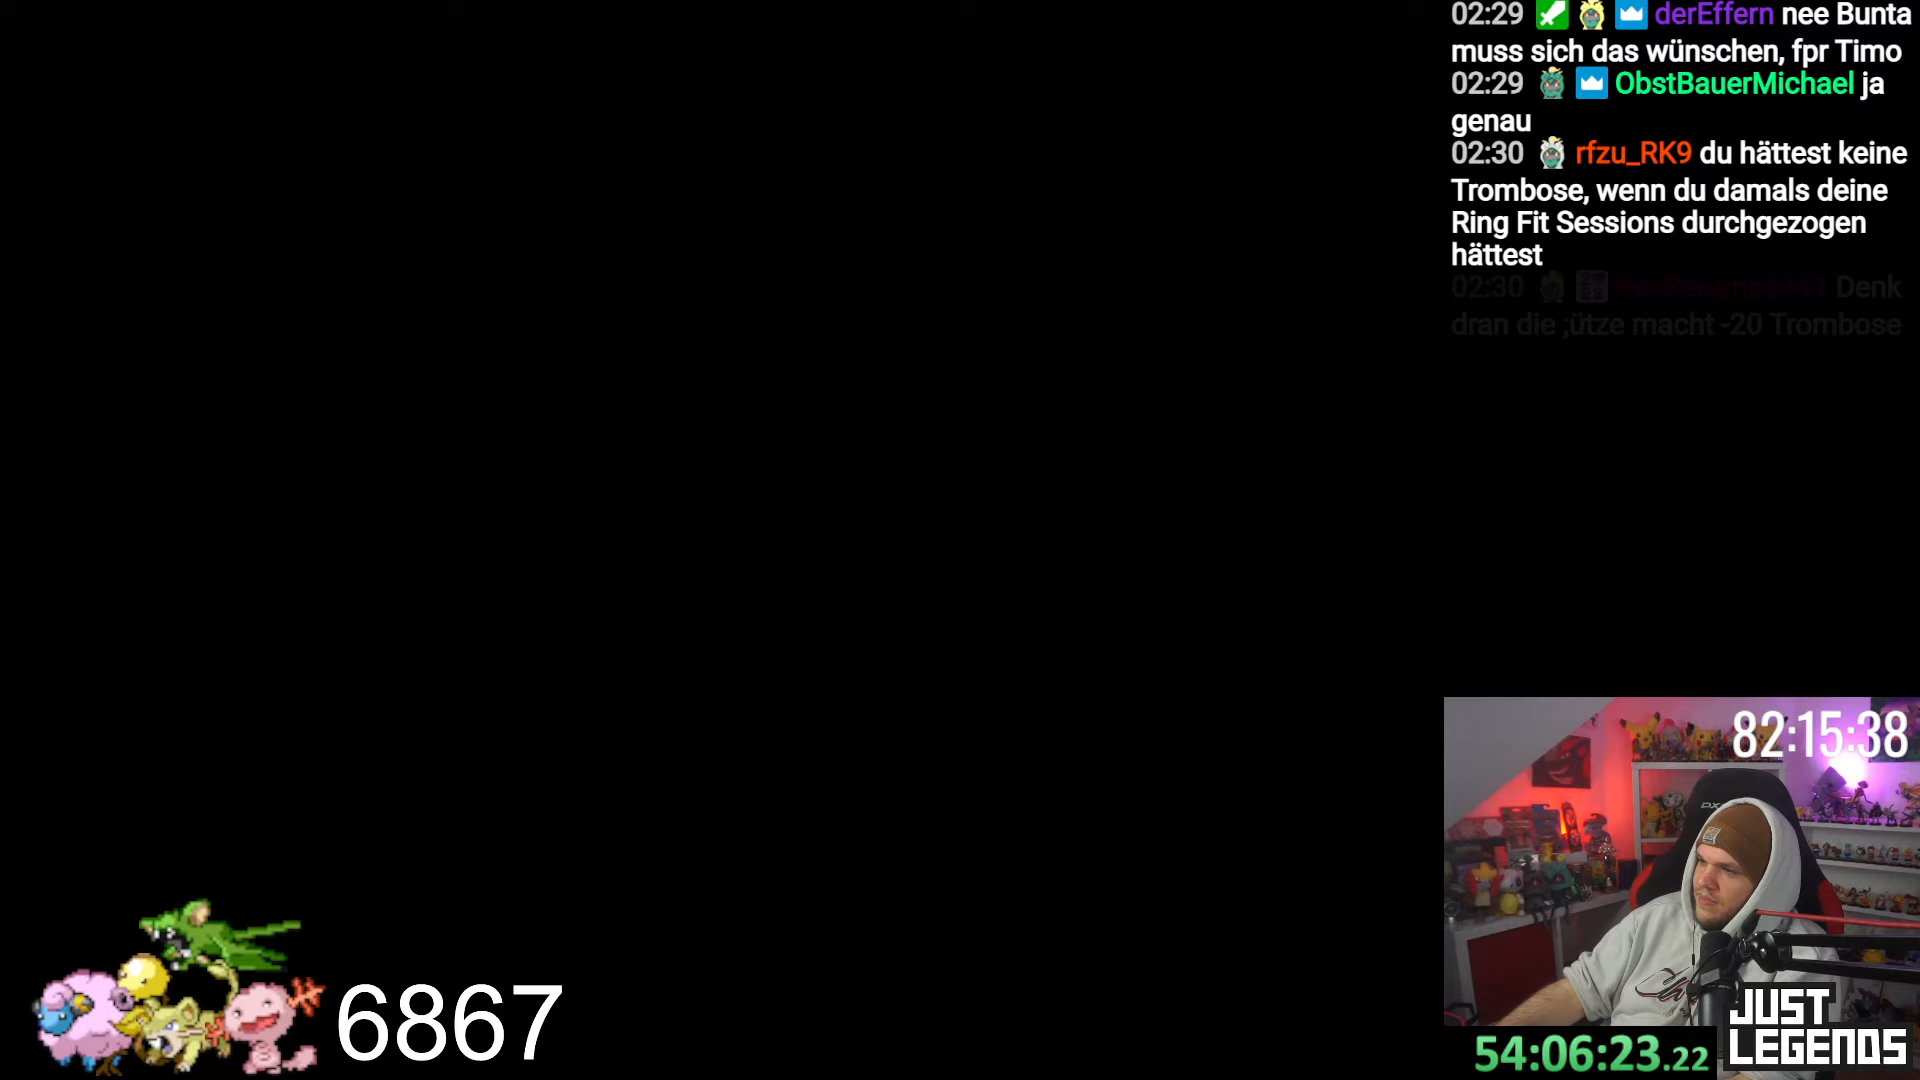 02:29 derEffern nee Bunta
muss sich das wünschen, fpr Timo
02:29 ObstBauerMichael ja
genau
02:30 rfzu_RK9 du hättest keine
Trombose, wenn du damals deine
Ring Fit Sessions durchgezogen
hättest
02:30 Denk
dran die ;ütze macht -20 Trombose
82:15:38
6867
JUST
LEGENDS
54:06:23.22